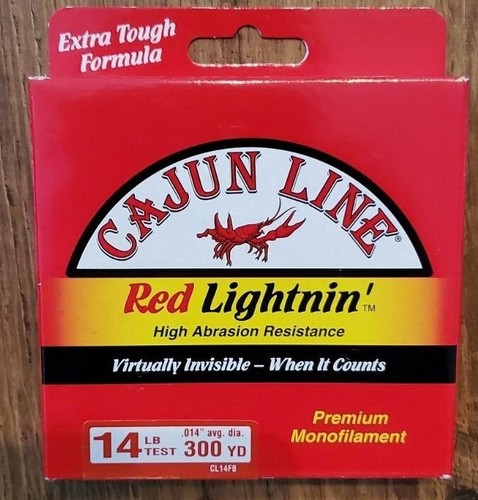 Extra Tough
Formula
CAJUN LINE®
Red Lightnin'™
High Abrasion Resistance
Virtually Invisible – When It Counts
Premium
Monofilament
14 LB TEST .014" avg. dia. 300 YD
CL14FB